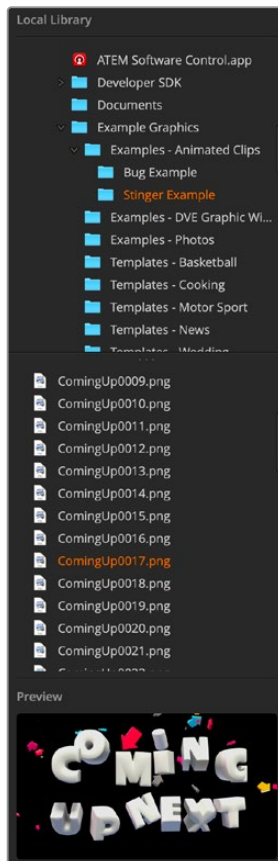 Local Library
ATEM Software Control.app
Developer SDK
Documents
Example Graphics
Examples - Animated Clips
Bug Example
Stinger Example
Examples - DVE Graphic Wi...
Examples - Photos
Templates - Basketball
Templates - Cooking
Templates - Motor Sport
Templates - News
Templates - Wedding
ComingUp0009.png
ComingUp0010.png
ComingUp0011.png
ComingUp0012.png
ComingUp0013.png
ComingUp0014.png
ComingUp0015.png
ComingUp0016.png
ComingUp0017.png
ComingUp0018.png
ComingUp0019.png
ComingUp0020.png
ComingUp0021.png
Preview
COMING
UP NEXT